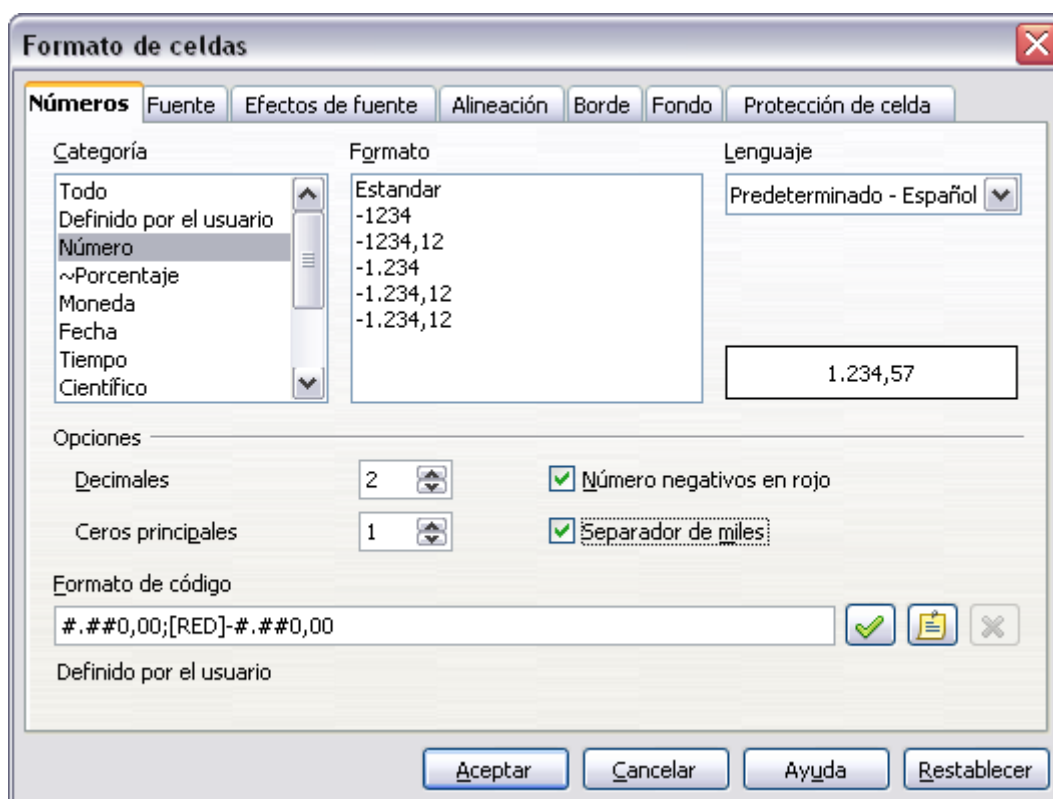 Formato de celdas
Números Fuente Efectos de fuente Alineación Borde Fondo Protección de celda
Categoría
Todo
Definido por el usuario
Número
~Porcentaje
Moneda
Fecha
Tiempo
Científico
Formato
Estandar
-1234
-1234,12
-1.234
-1.234,12
-1.234,12
Lenguaje
Predeterminado - Español
1.234,57
Opciones
Decimales 2
Número negativos en rojo
Ceros principales 1
Separador de miles
Formato de código
#.##0,00;[RED]-#.##0,00
Definido por el usuario
Aceptar Cancelar Ayuda Restablecer